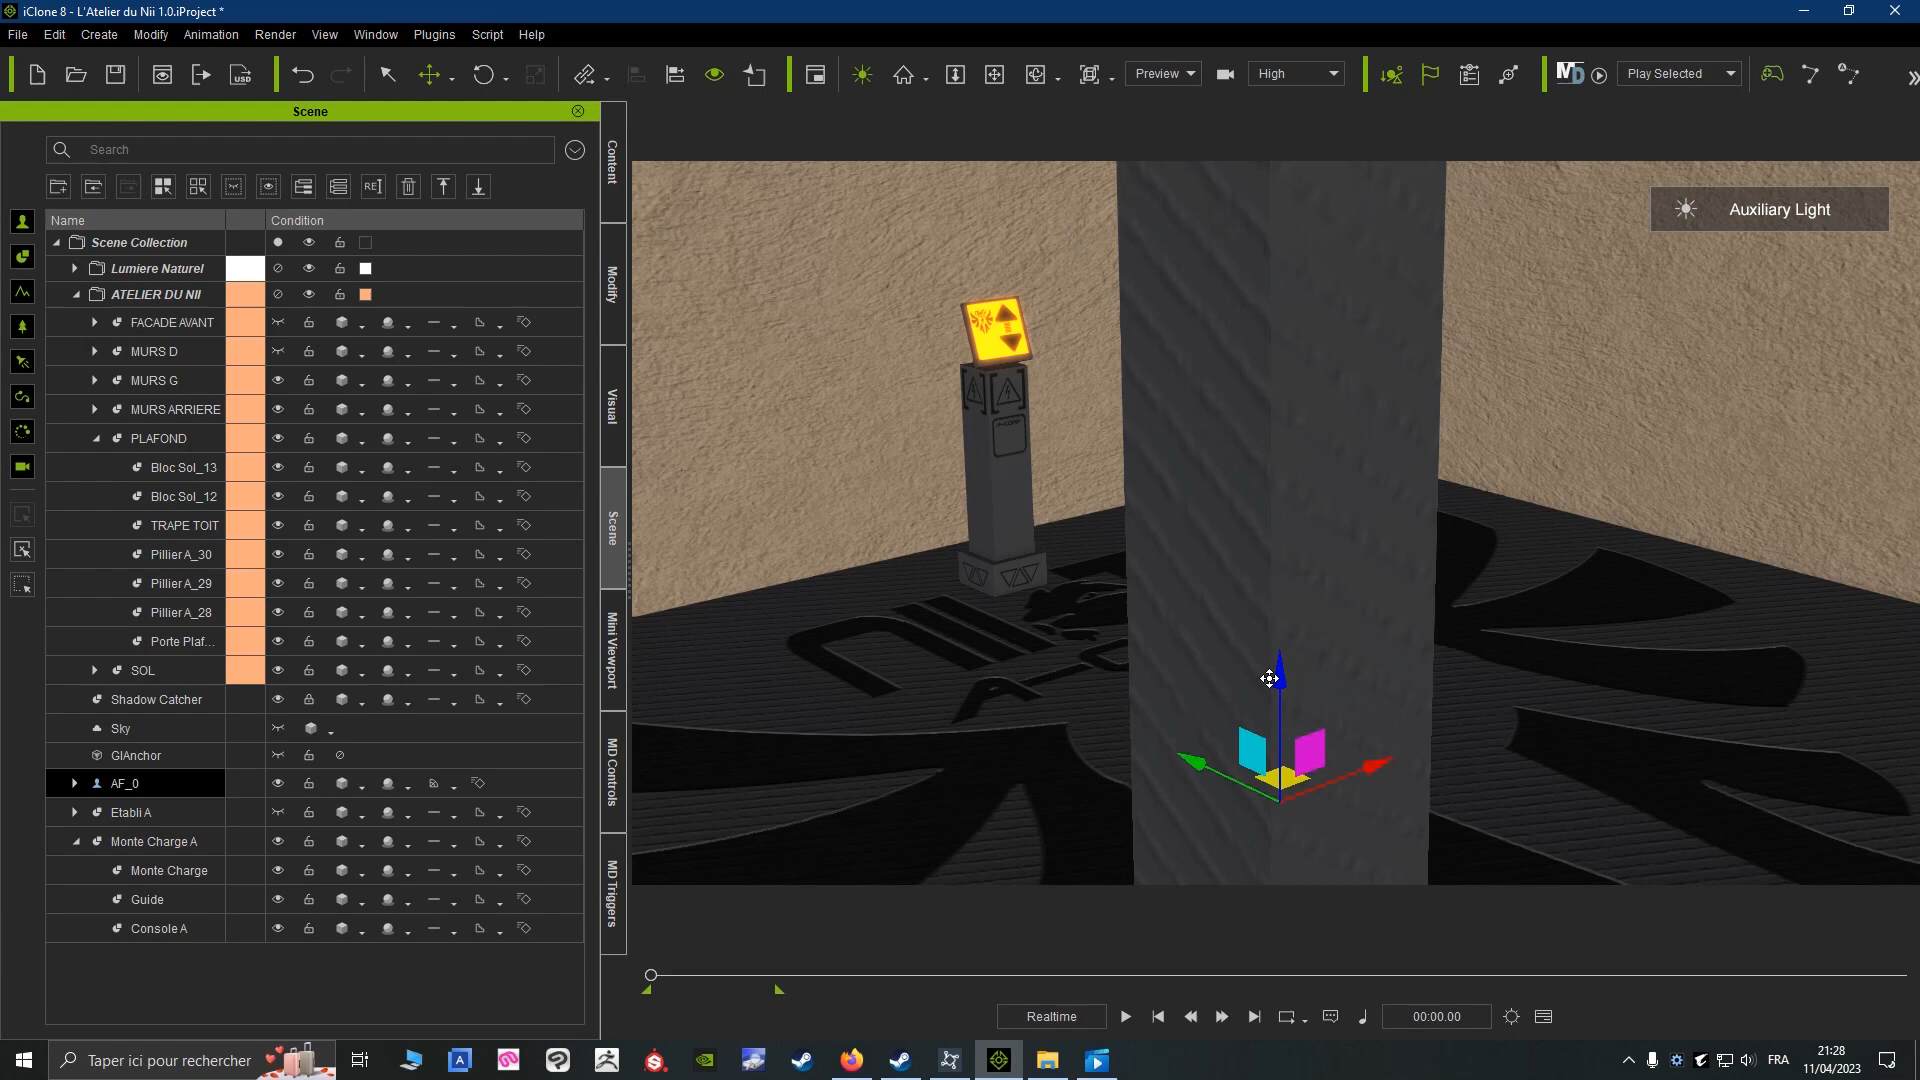 iClone 8 - L'Atelier du Nii 1.0.iProject *
File Edit Create Modify Animation Render View Window Plugins Script Help
USD
Preview
High
MD
Play Selected
Scene
Search
RE
Name Condition
Scene Collection
Lumiere Naturel
ATELIER DU NII
FACADE AVANT
MURS D
MURS G
MURS ARRIERE
PLAFOND
Bloc Sol_13
Bloc Sol_12
TRAPE TOIT
Pillier A_30
Pillier A_29
Pillier A_28
Porte Plaf...
SOL
Shadow Catcher
Sky
GIAnchor
AF_0
Etabli A
Monte Charge A
Monte Charge
Guide
Console A
Content
Modify
Visual
Scene
Mini Viewport
MD Controls
MD Triggers
Auxiliary Light
Realtime
00:00.00
Taper ici pour rechercher
FRA
21:28
11/04/2023